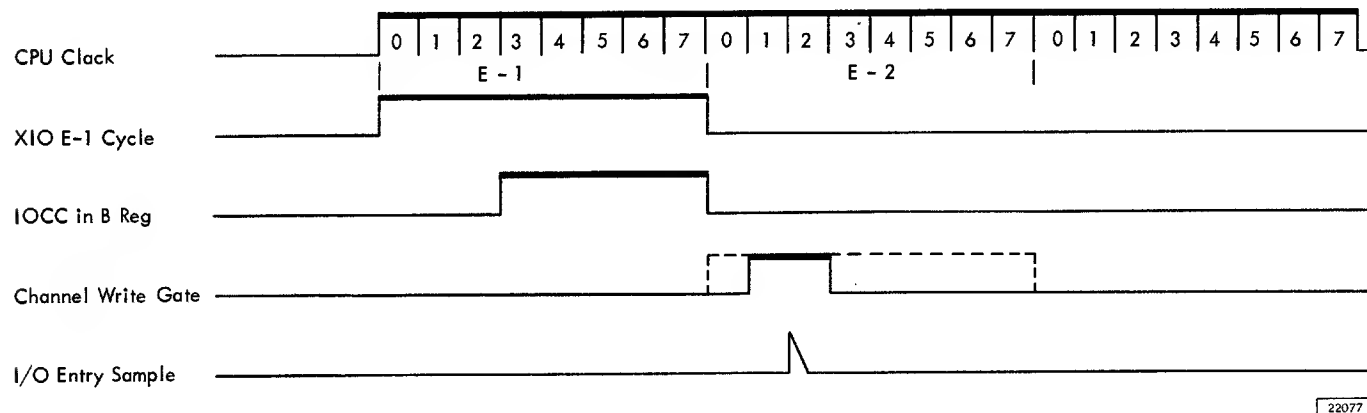 CPU Clack
0 1 2 3 4 5 6 7 0 1 2 3 4 5 6 7 0 1 2 3 4 5 6 7
E - 1 E - 2
XIO E-1 Cycle
IOCC in B Reg
Channel Write Gate
I/O Entry Sample
22077